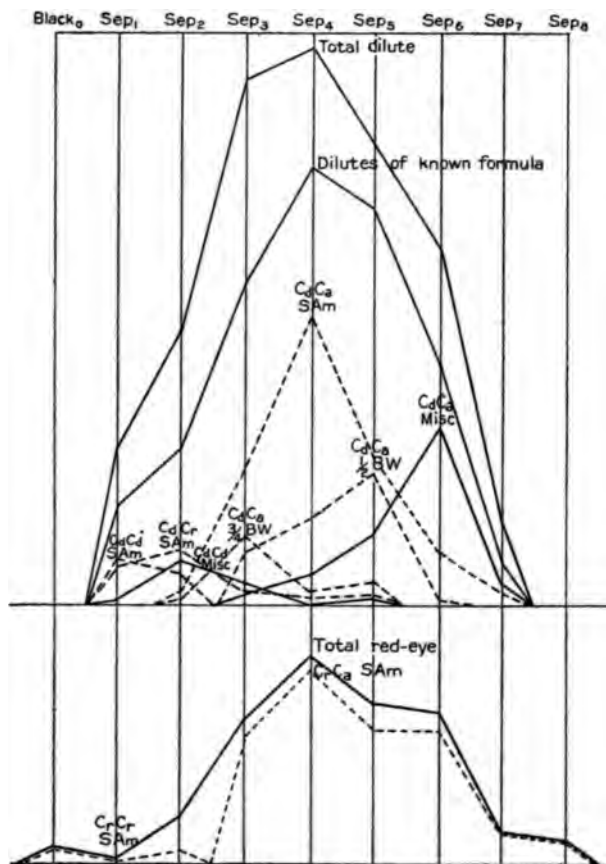 Black₀ Sep₁ Sep₂ Sep₃ Sep₄ Sep₅ Sep₆ Sep₇ Sep₈
Total dilute
Dilutes of known formula
CdCa
SAm
CdCa
Misc
CdCa
½ BW
CdCa
¾ BW
CdCr
SAm
CdCd
SAm
CdCd
Misc
Total red-eye
CrCa SAm
CrCr
SAm